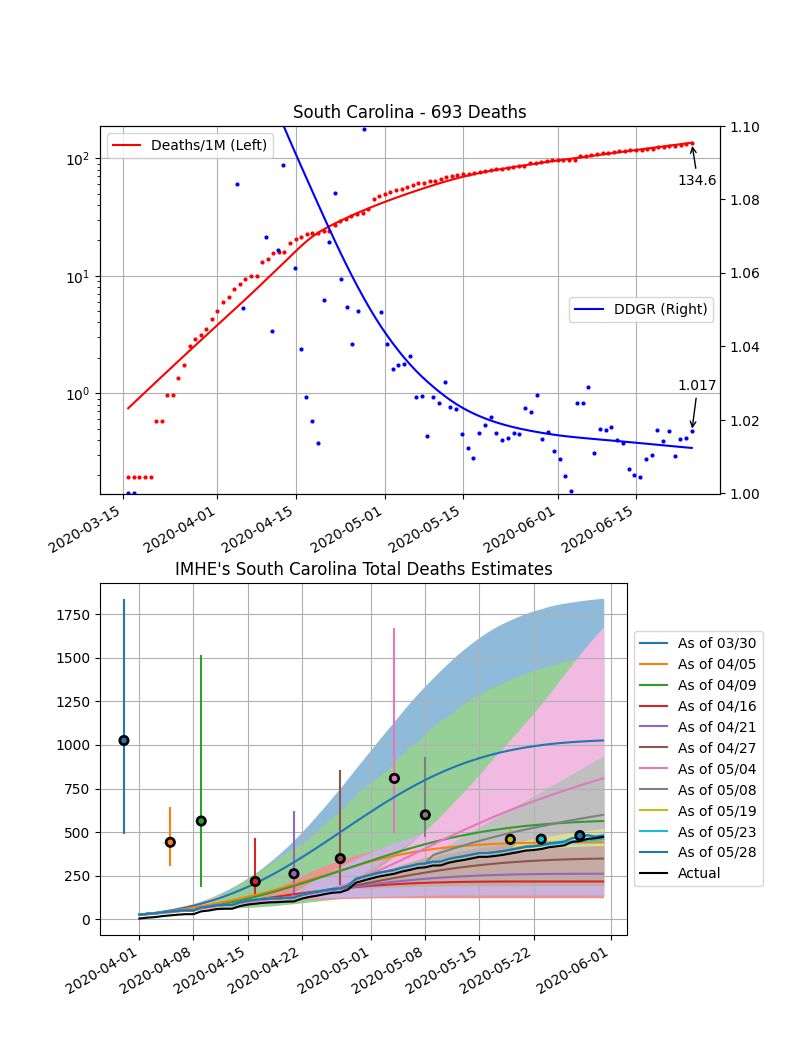 South Carolina - 693 Deaths
Deaths/1M (Left)
DDGR (Right)
134.6
1.017
10²
10¹
10⁰
1.10
1.08
1.06
1.04
1.02
1.00
2020-03-15
2020-04-01
2020-04-15
2020-05-01
2020-05-15
2020-06-01
2020-06-15
IMHE's South Carolina Total Deaths Estimates
1750
1500
1250
1000
750
500
250
0
2020-04-01
2020-04-08
2020-04-15
2020-04-22
2020-05-01
2020-05-08
2020-05-15
2020-05-22
2020-06-01
As of 03/30
As of 04/05
As of 04/09
As of 04/16
As of 04/21
As of 04/27
As of 05/04
As of 05/08
As of 05/19
As of 05/23
As of 05/28
Actual